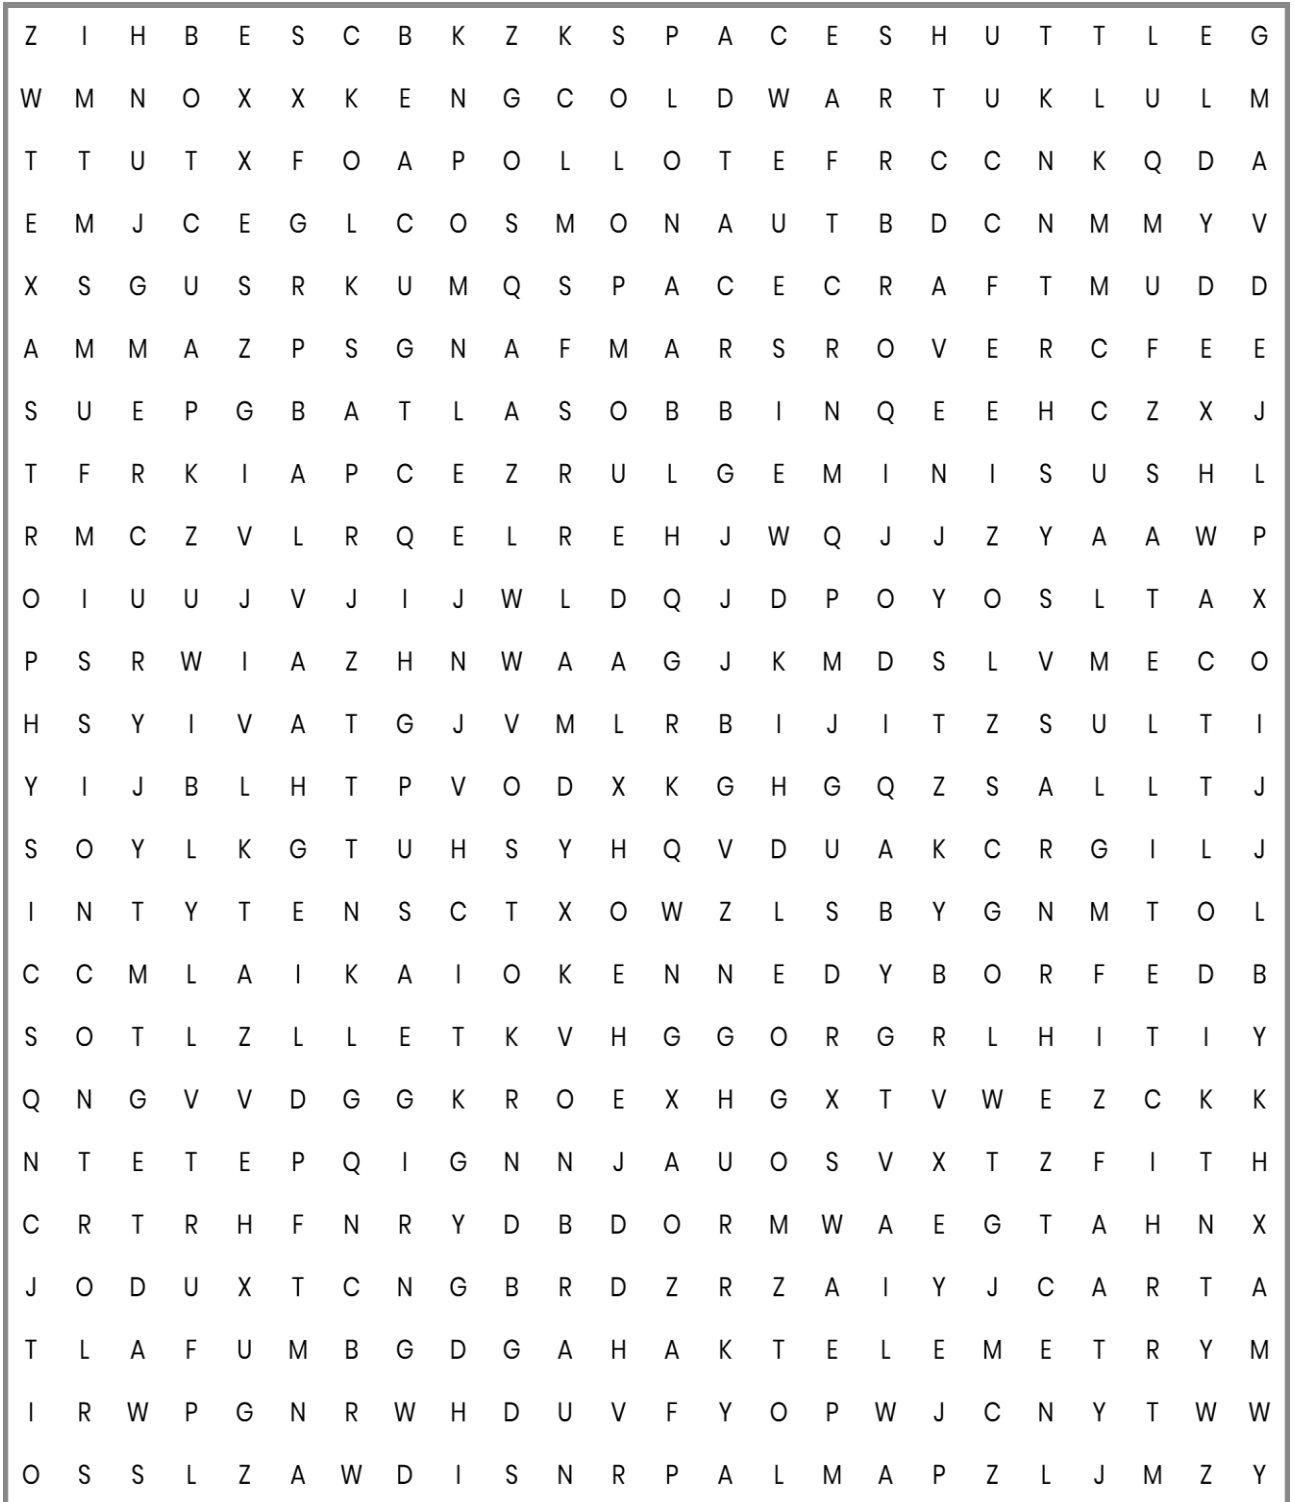 Z I H B E S C B K Z K S P A C E S H U T T L E G
W M N O X X K E N G C O L D W A R T U K L U L M
T T U T X F O A P O L L O T E F R C C N K Q D A
E M J C E G L C O S M O N A U T B D C N M M Y V
X S G U S R K U M Q S P A C E C R A F T M U D D
A M M A Z P S G N A F M A R S R O V E R C F E E
S U E P G B A T L A S O B B I N Q E E H C Z X J
T F R K I A P C E Z R U L G E M I N I S U S H L
R M C Z V L R Q E L R E H J W Q J J Z Y A A W P
O I U U J V J I J W L D Q J D P O Y O S L T A X
P S R W I A Z H N W A A G J K M D S L V M E C O
H S Y I V A T G J V M L R B I J I T Z S U L T I
Y I J B L H T P V O D X K G H G Q Z S A L L T J
S O Y L K G T U H S Y H Q V D U A K C R G I L J
I N T Y T E N S C T X O W Z L S B Y G N M T O L
C C M L A I K A I O K E N N E D Y B O R F E D B
S O T L Z L L E T K V H G G O R G R L H I T I Y
Q N G V V D G G K R O E X H G X T V W E Z C K K
N T E T E P Q I G N N J A U O S V X T Z F I T H
C R T R H F N R Y D B D O R M W A E G T A H N X
J O D U X T C N G B R D Z R Z A I Y J C A R T A
T L A F U M B G D G A H A K T E L E M E T R Y M
I R W P G N R W H D U V F Y O P W J C N Y T W W
O S S L Z A W D I S N R P A L M A P Z L J M Z Y